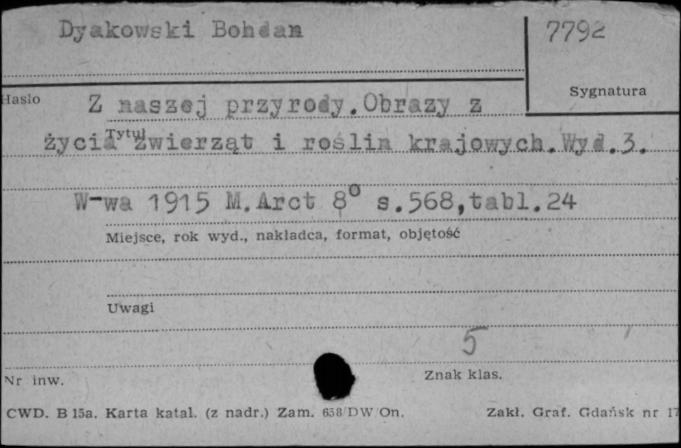 Dyakowski Bohdan
7792
Sygnatura
Hasło
Z naszej przyrody.Obrazy z
życia zwierząt i roślin krajowych.Wyd.3.
Tytuł
W-wa 1915 M.Arct 8° s.568,tabl.24
Miejsce, rok wyd., nakładca, format, objętość
Uwagi
5
Nr inw.
Znak klas.
CWD. B 15a. Karta katal. (z nadr.) Zam. 658/DW/On.
Zakł. Graf. Gdańsk nr 17